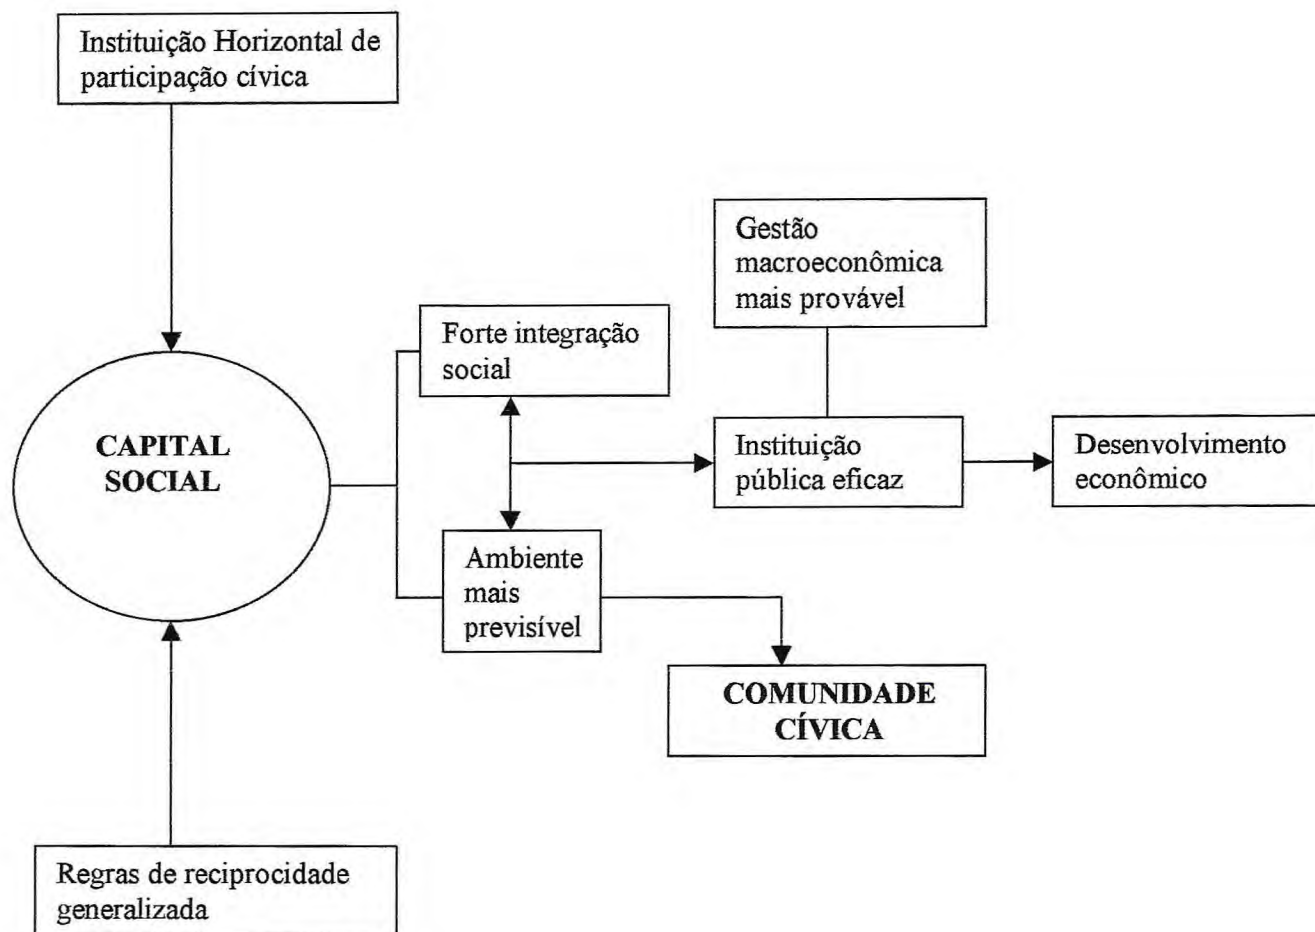 Instituição Horizontal de
participação cívica
Gestão
macroeconômica
mais provável
Forte integração
social
CAPITAL
SOCIAL
Instituição
pública eficaz
Desenvolvimento
econômico
Ambiente
mais
previsível
COMUNIDADE
CÍVICA
Regras de reciprocidade
generalizada